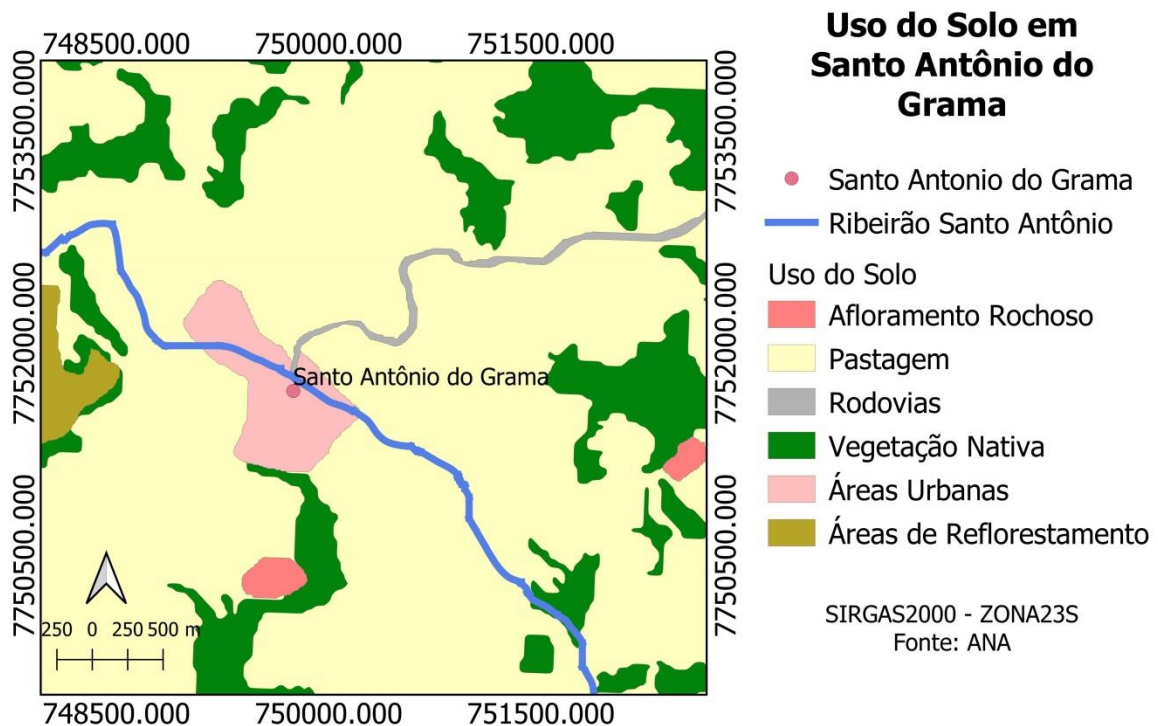 748500.000 750000.000 751500.000
7753500.000
7752000.000
7750500.000
Santo Antônio do Grama
250 0 250 500 m
7753500.000
7752000.000
7750500.000
748500.000 750000.000 751500.000
Uso do Solo em
Santo Antônio do
Grama
Santo Antonio do Grama
Ribeirão Santo Antônio
Uso do Solo
Afloramento Rochoso
Pastagem
Rodovias
Vegetação Nativa
Áreas Urbanas
Áreas de Reflorestamento
SIRGAS2000 - ZONA23S
Fonte: ANA